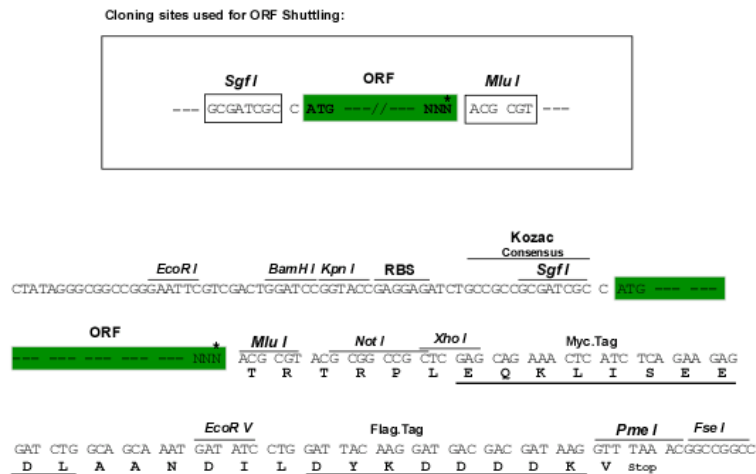 Cloning sites used for ORF Shuttling:
Sgf I ORF Mlu I
--- GCGATCGC C ATG ---//--- NNN* ACG CGT ---
Kozac
Consensus
EcoR I BamH I Kpn I RBS Sgf I
CTATAGGGCGGCCGGGAATTCGTCGACTGGATCCGGTACCGAGGAGATCTGCCGCCGCGATCGC C ATG --- ---
ORF Mlu I Not I Xho I Myc.Tag
--- --- --- --- --- --- NNN* ACG CGT ACG CGG CCG CTC GAG CAG AAA CTC ATC TCA GAA GAG
T R T R P L E Q K L I S E E
EcoR V Flag.Tag Pme I Fse I
GAT CTG GCA GCA AAT GAT ATC CTG GAT TAC AAG GAT GAC GAC GAT AAG GTT TAA ACGGCCGGCC
D L A A N D I L D Y K D D D D K V Stop